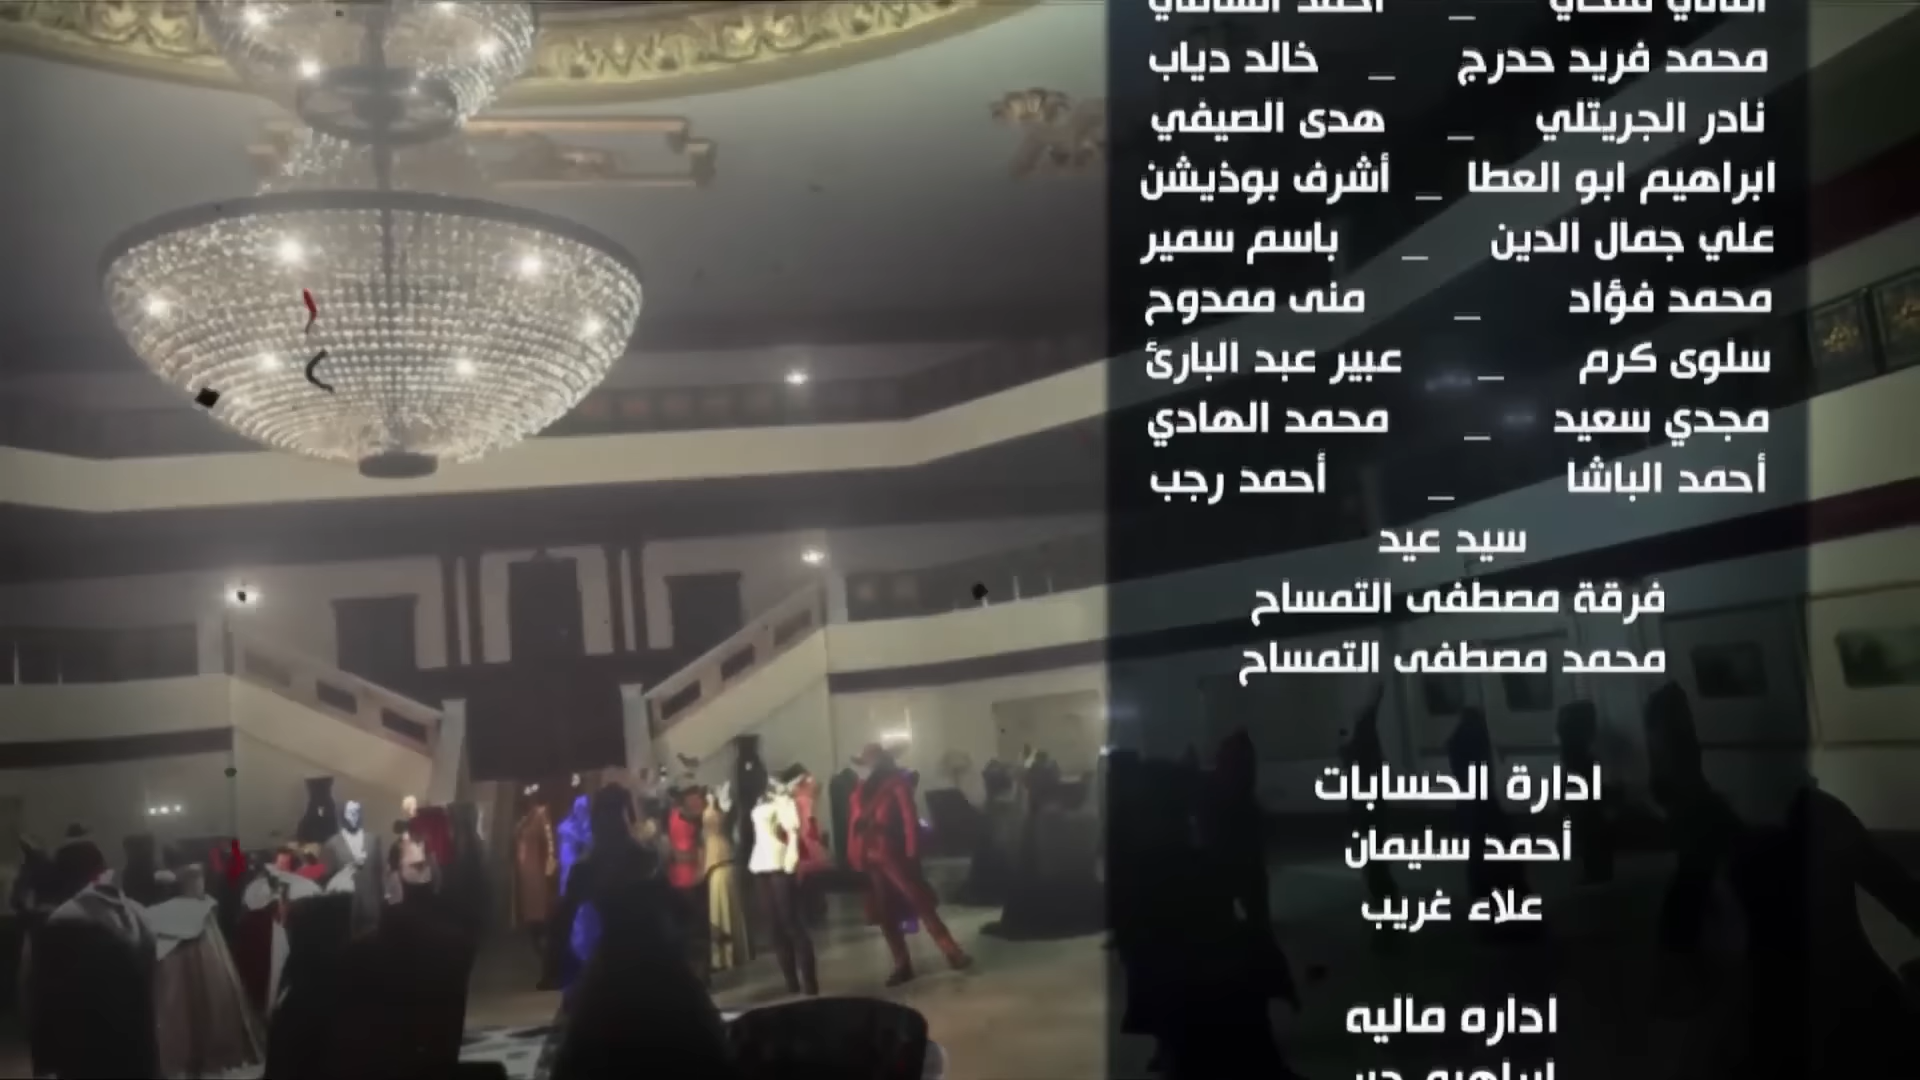 محمد فريد حدرج _ خالد دياب
نادر الجريتلي _ هدى الصيفي
ابراهيم ابو العطا _ أشرف بوذيشن
علي جمال الدين _ باسم سمير
محمد فؤاد _ منى ممدوح
سلوى كرم _ عبير عبد البارئ
مجدي سعيد _ محمد الهادي
أحمد الباشا _ أحمد رجب
سيد عيد
فرقة مصطفى التمساح
محمد مصطفى التمساح
ادارة الحسابات
أحمد سليمان
علاء غريب
اداره ماليه